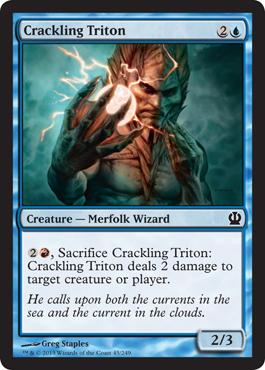 Crackling Triton 2
Creature — Merfolk Wizard
2, Sacrifice Crackling Triton:
Crackling Triton deals 2 damage to
target creature or player.
He calls upon both the currents in the
sea and the current in the clouds.
2/3
Greg Staples
™ & © 2013 Wizards of the Coast 45/249